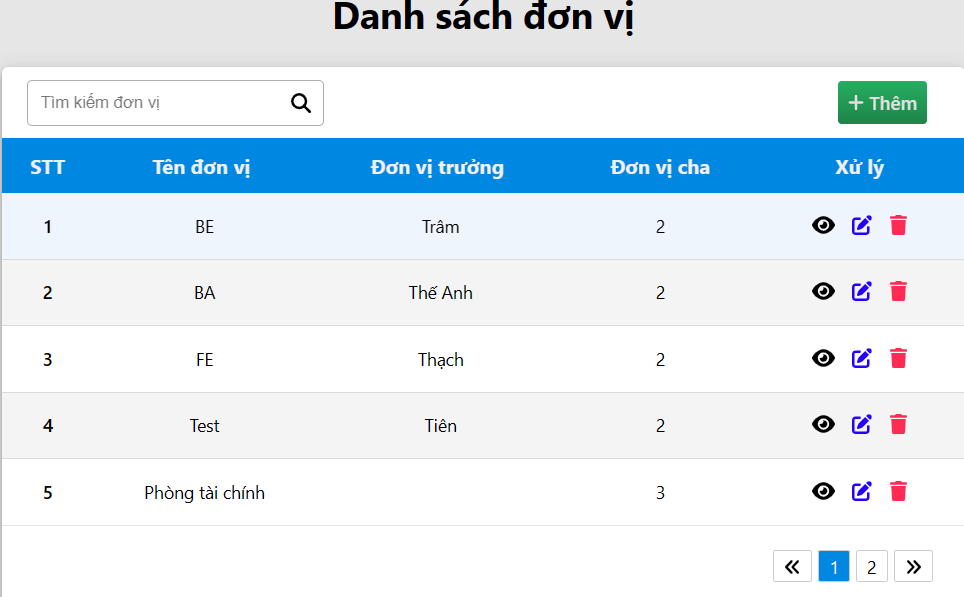 Danh sách đơn vị
Tìm kiếm đơn vị
Thêm
STT Tên đơn vị Đơn vị trưởng Đơn vị cha Xử lý
1 BE Trâm 2
2 BA Thế Anh 2
3 FE Thạch 2
4 Test Tiên 2
5 Phòng tài chính 3
« 1 2 »